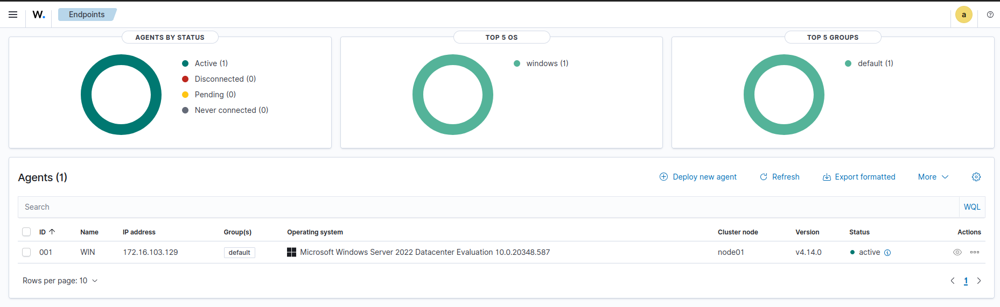 W. Endpoints a
AGENTS BY STATUS
Active (1)
Disconnected (0)
Pending (0)
Never connected (0)
TOP 5 OS
windows (1)
TOP 5 GROUPS
default (1)
Agents (1) Deploy new agent Refresh Export formatted More
Search WQL
ID Name IP address Group(s) Operating system Cluster node Version Status Actions
001 WIN 172.16.103.129 default Microsoft Windows Server 2022 Datacenter Evaluation 10.0.20348.587 node01 v4.14.0 active
Rows per page: 10 1